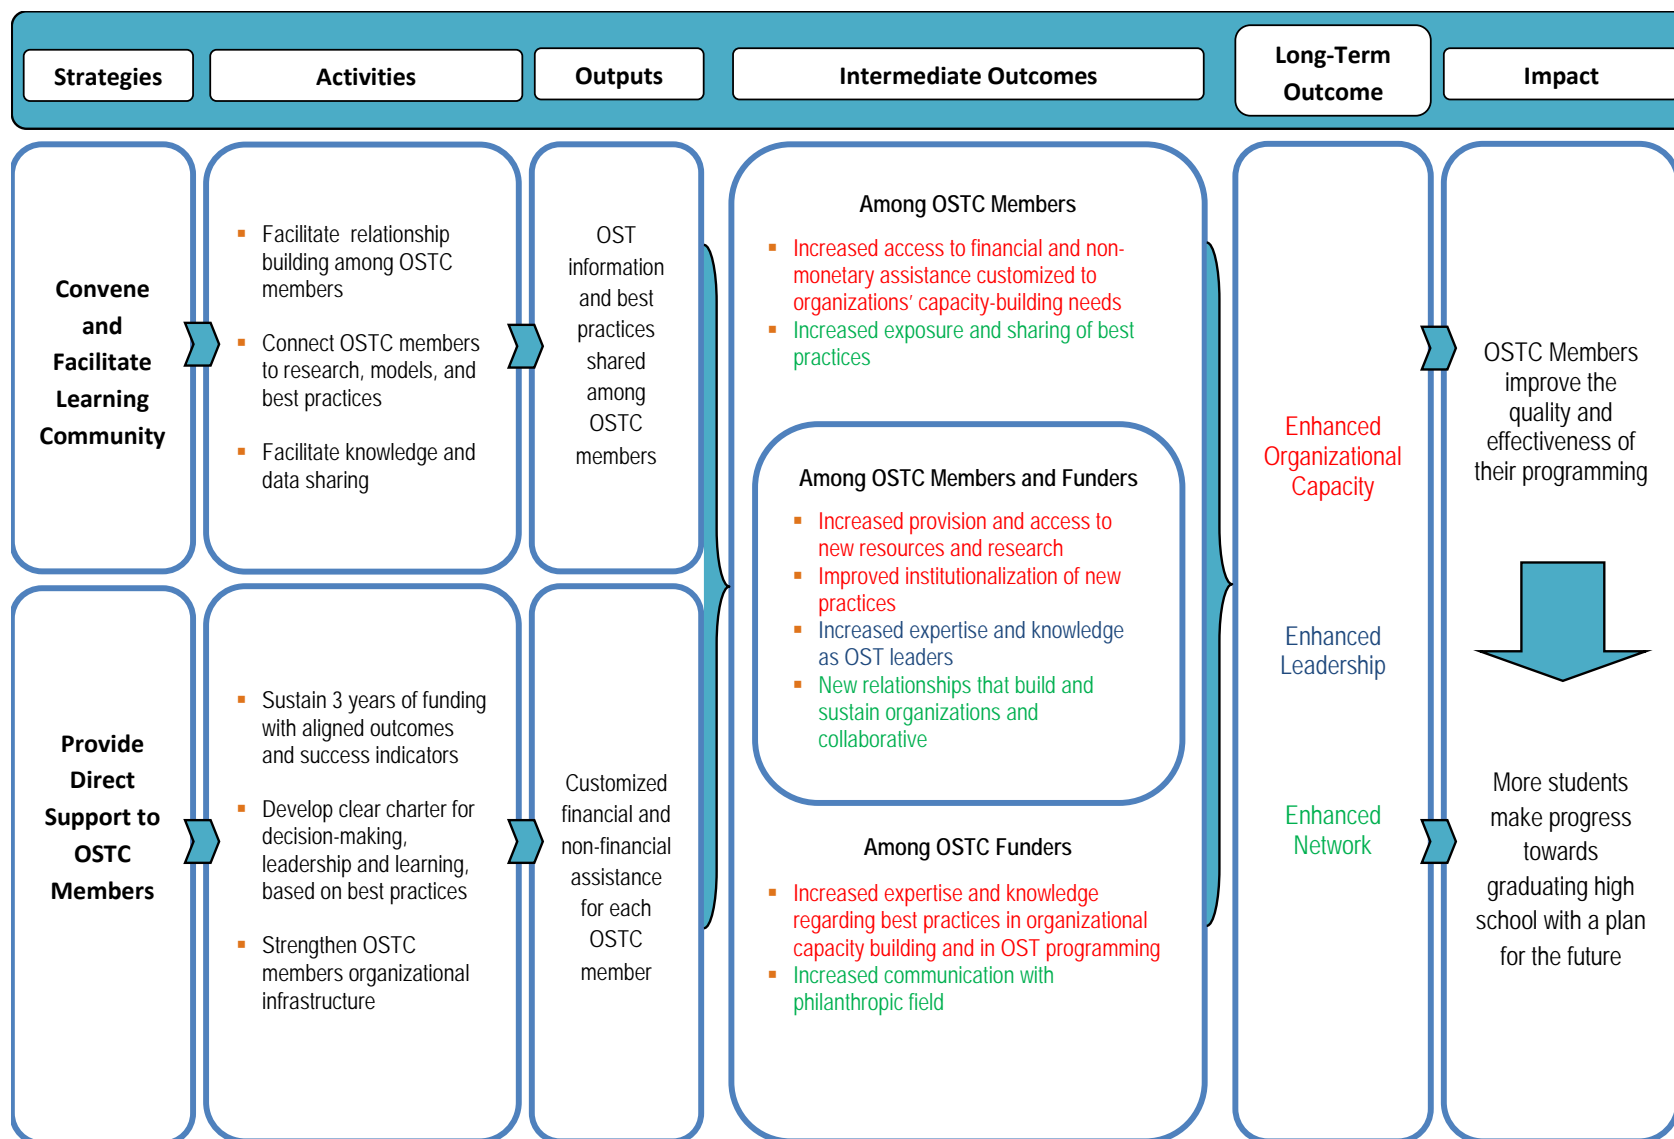 Strategies
Activities
Outputs
Intermediate Outcomes
Long-Term
Outcome
Impact
Convene
and
Facilitate
Learning
Community
Facilitate  relationship
building among OSTC
members
Connect OSTC members
to research, models, and
best practices
Facilitate knowledge and
data sharing
OST
information
and best
practices
shared
among
OSTC
members
Provide
Direct
Support to
OSTC
Members
Sustain 3 years of funding
with aligned outcomes
and success indicators
Develop clear charter for
decision-making,
leadership and learning,
based on best practices
Strengthen OSTC
members organizational
infrastructure
Customized
financial and
non-financial
assistance
for each
OSTC
member
Among OSTC Members
Increased access to financial and non-
monetary assistance customized to
organizations’ capacity-building needs
Increased exposure and sharing of best
practices
Among OSTC Members and Funders
Increased provision and access to
new resources and research
Improved institutionalization of new
practices
Increased expertise and knowledge
as OST leaders
New relationships that build and
sustain organizations and
collaborative
Among OSTC Funders
Increased expertise and knowledge
regarding best practices in organizational
capacity building and in OST programming
Increased communication with
philanthropic field
Enhanced
Organizational
Capacity
Enhanced
Leadership
Enhanced
Network
OSTC Members
improve the
quality and
effectiveness of
their programming
More students
make progress
towards
graduating high
school with a plan
for the future